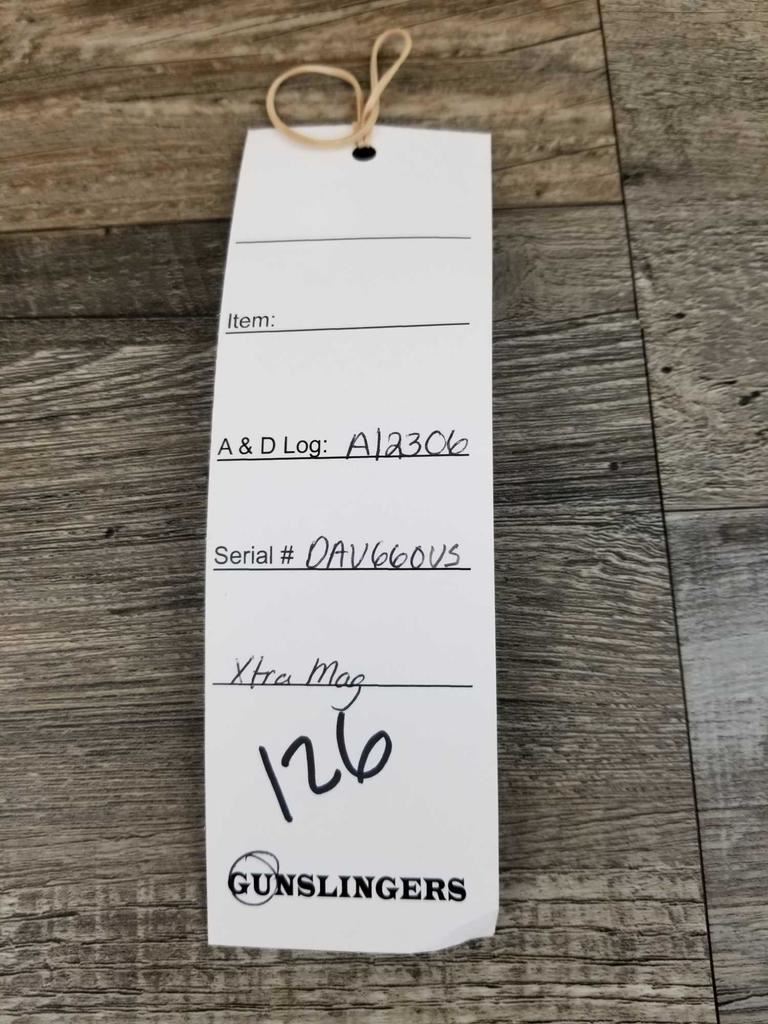 Item:
A & D Log: A12306
Serial # DAV660US
Xtra Mag
126
GUNSLINGERS